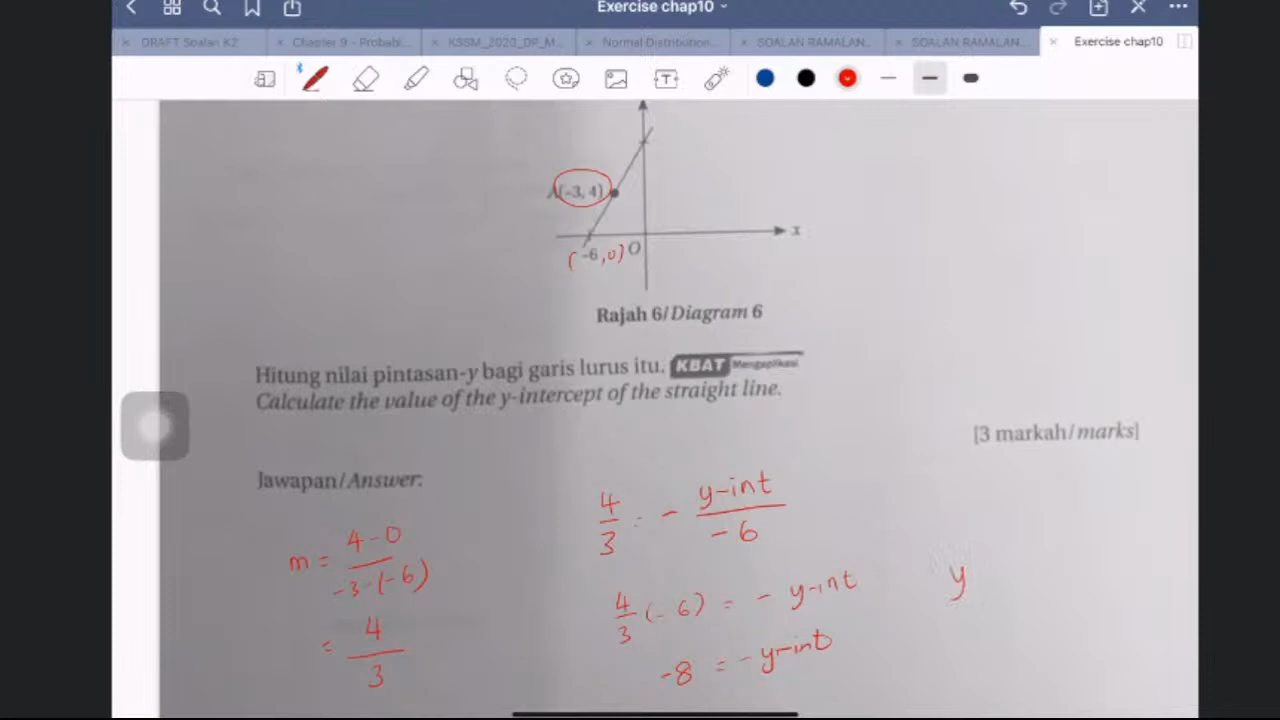 Exercise chap10
DRAFT Soalan K2
Chapter 9 - Probabi...
KSSM_2020_DP_M...
Normal Distribution...
SOALAN RAMALAN...
SOALAN RAMALAN...
Exercise chap10
A(-3, 4)
x
(-6,0) O
Rajah 6/Diagram 6
Hitung nilai pintasan-y bagi garis lurus itu. KBAT Mengaplikasi
Calculate the value of the y-intercept of the straight line.
[3 markah/marks]
Jawapan/Answer:
m = 4 - 0 / -3-(-6)
= 4 / 3
4/3 = - y-int / -6
4/3 (-6) = - y-int
-8 = - y-int
y